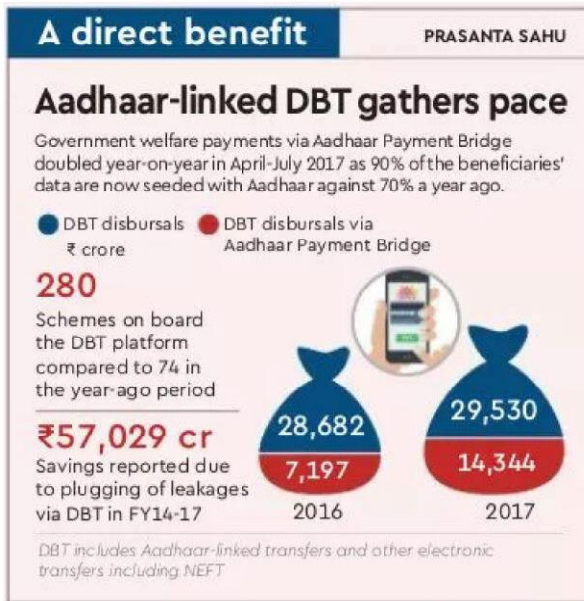 A direct benefit
PRASANTA SAHU
Aadhaar-linked DBT gathers pace
Government welfare payments via Aadhaar Payment Bridge
doubled year-on-year in April-July 2017 as 90% of the beneficiaries'
data are now seeded with Aadhaar against 70% a year ago.
DBT disbursals
₹ crore
DBT disbursals via
Aadhaar Payment Bridge
280
Schemes on board
the DBT platform
compared to 74 in
the year-ago period
₹57,029 cr
Savings reported due
to plugging of leakages
via DBT in FY14-17
28,682
7,197
2016
29,530
14,344
2017
DBT includes Aadhaar-linked transfers and other electronic
transfers including NEFT